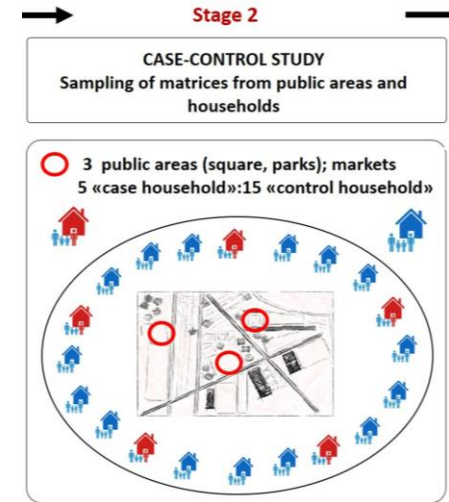 Stage 2
CASE-CONTROL STUDY
Sampling of matrices from public areas and
households
3 public areas (square, parks); markets
5 «case household»:15 «control household»